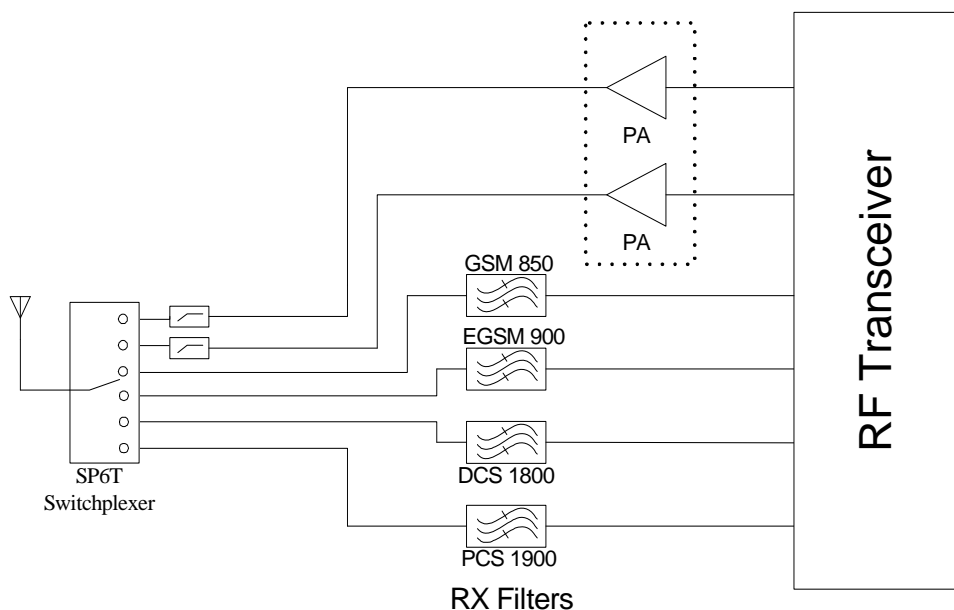 PA
PA
RF Transceiver
GSM 850
EGSM 900
DCS 1800
PCS 1900
SP6T
Switchplexer
RX Filters